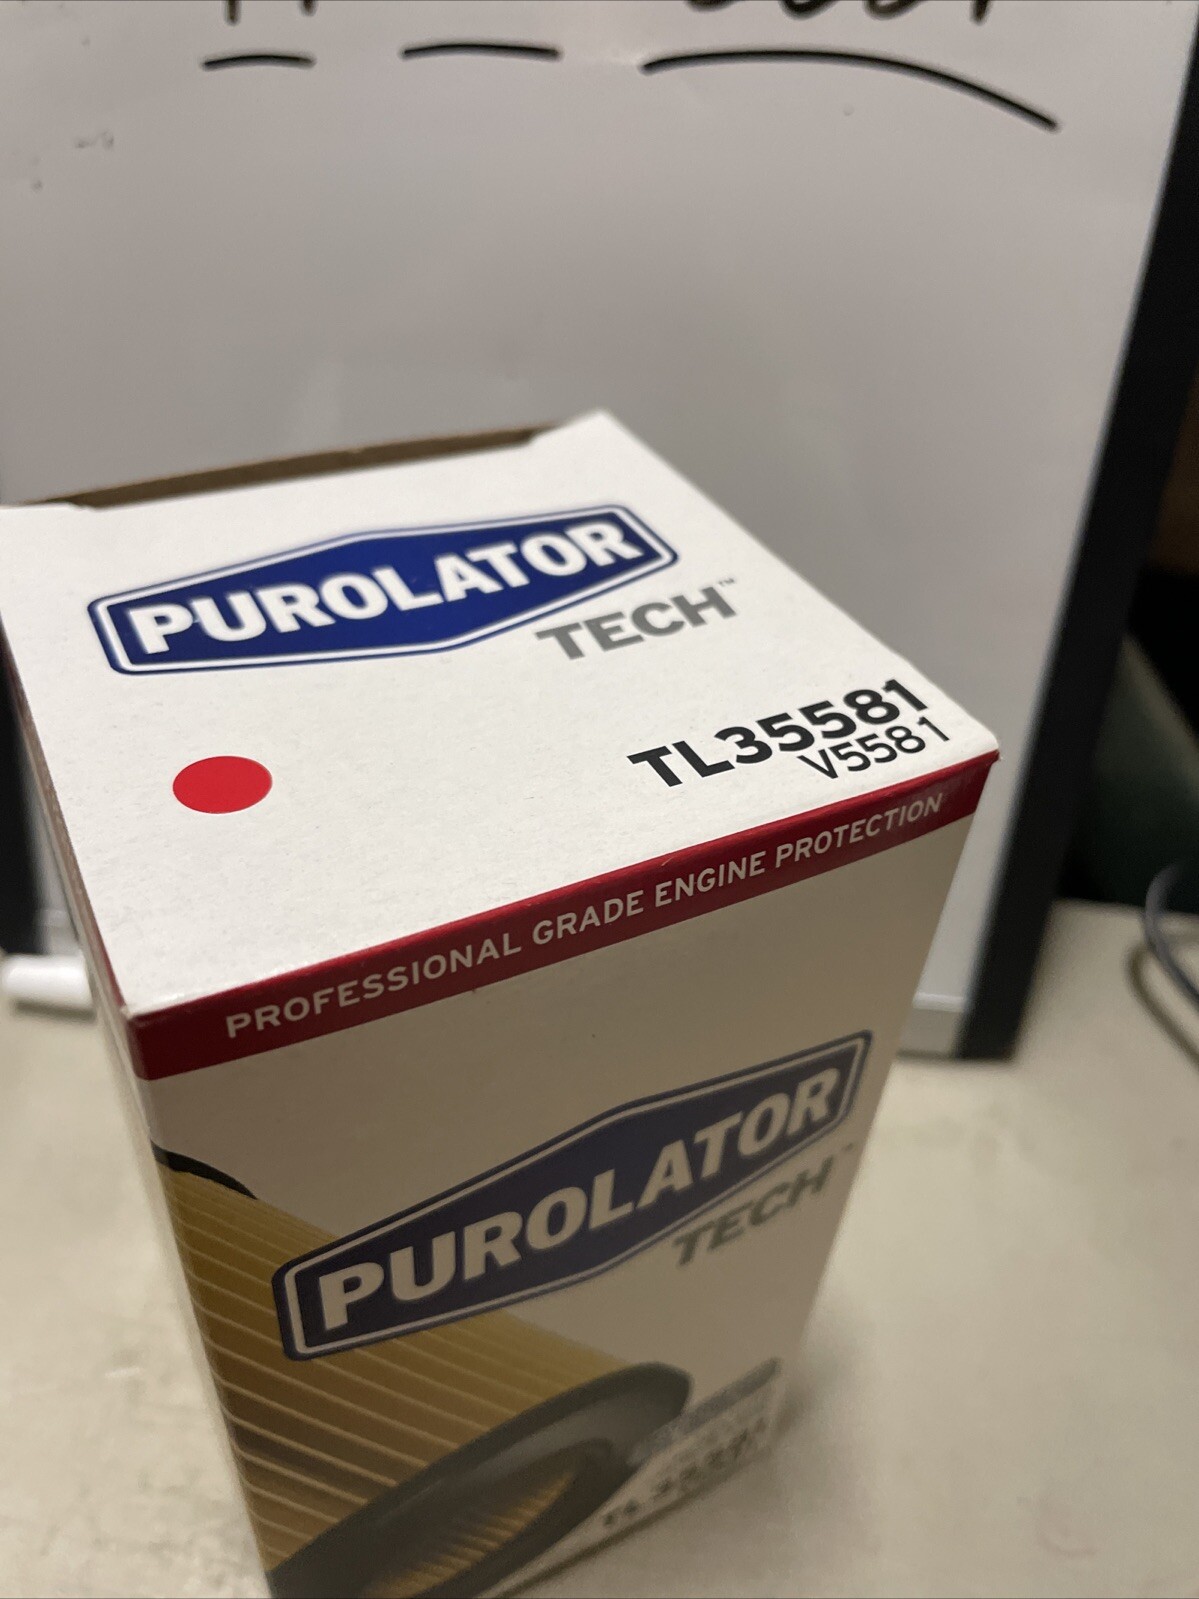 PUROLATOR
TECH™
TL35581
V5581
PROFESSIONAL GRADE ENGINE PROTECTION
PUROLATOR
TECH™